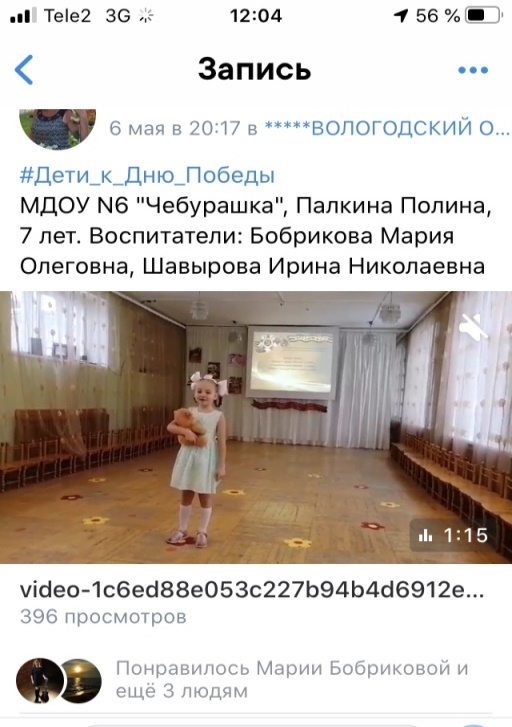 Tele2 3G 12:04 56 %
Запись
6 мая в 20:17 в *****ВОЛОГОДСКИЙ О...
#Дети_к_Дню_Победы
МДОУ N6 "Чебурашка", Палкина Полина,
7 лет. Воспитатели: Бобрикова Мария
Олеговна, Шавырова Ирина Николаевна
1:15
video-1c6ed88e053c227b94b4d6912e...
396 просмотров
Понравилось Марии Бобриковой и
ещё 3 людям